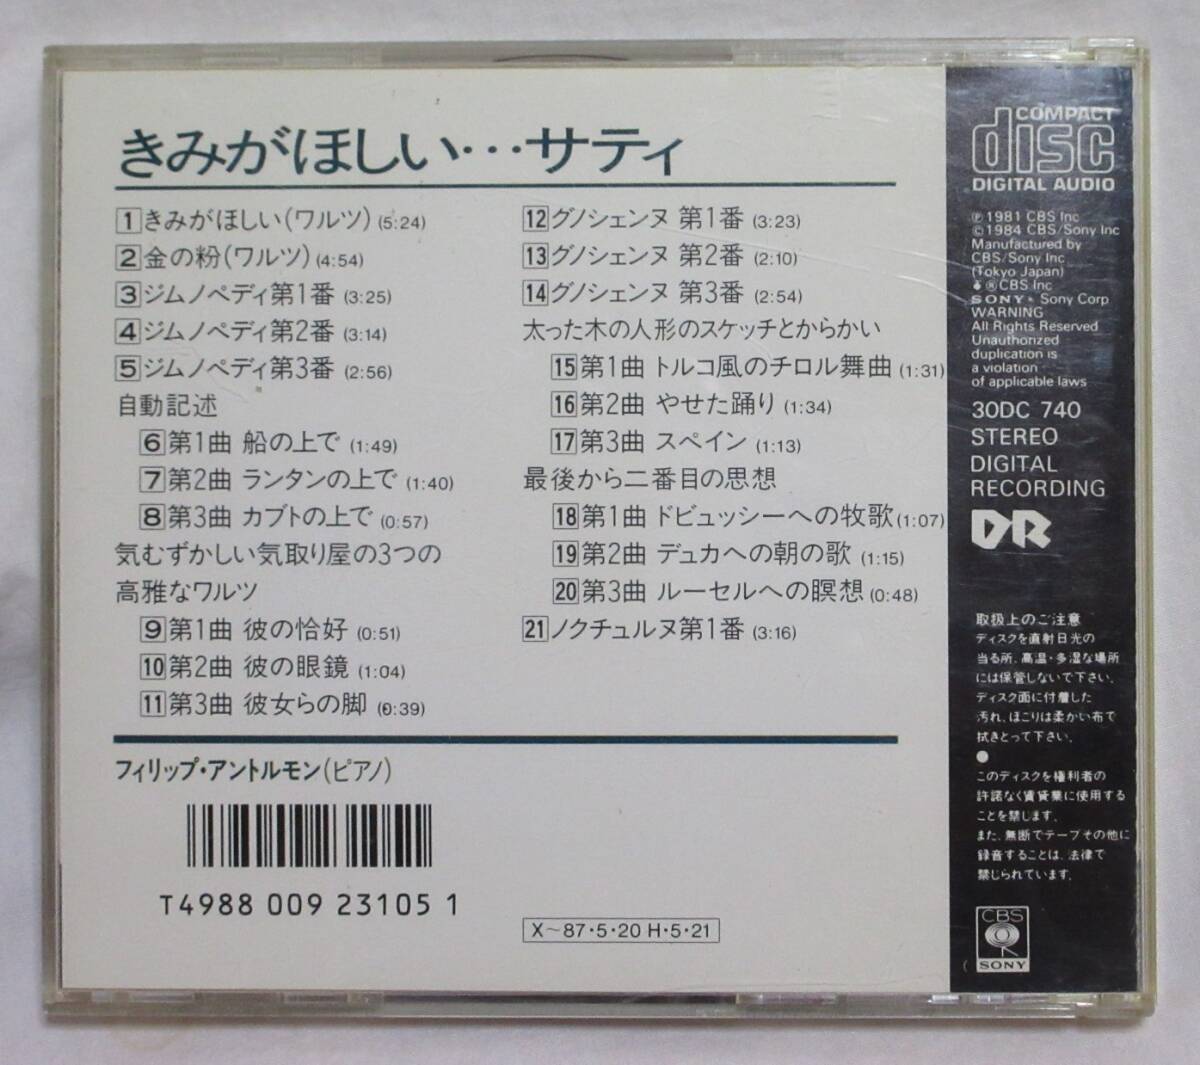 きみがほしい…サティ
1 きみがほしい(ワルツ) (5:24)
2 金の粉(ワルツ) (4:54)
3 ジムノペディ第1番 (3:25)
4 ジムノペディ第2番 (3:14)
5 ジムノペディ第3番 (2:56)
自動記述
6 第1曲 船の上で (1:49)
7 第2曲 ランタンの上で (1:40)
8 第3曲 カブトの上で (0:57)
気むずかしい気取り屋の3つの
高雅なワルツ
9 第1曲 彼の恰好 (0:51)
10 第2曲 彼の眼鏡 (1:04)
11 第3曲 彼女らの脚 (0:39)
12 グノシェンヌ 第1番 (3:23)
13 グノシェンヌ 第2番 (2:10)
14 グノシェンヌ 第3番 (2:54)
太った木の人形のスケッチとからかい
15 第1曲 トルコ風のチロル舞曲 (1:31)
16 第2曲 やせた踊り (1:34)
17 第3曲 スペイン (1:13)
最後から二番目の思想
18 第1曲 ドビュッシーへの牧歌 (1:07)
19 第2曲 デュカへの朝の歌 (1:15)
20 第3曲 ルーセルへの瞑想 (0:48)
21 ノクチュルヌ第1番 (3:16)
フィリップ・アントルモン(ピアノ)
T4988 009 23105 1
X～87・5・20 H・5・21
COMPACT
disc
DIGITAL AUDIO
℗ 1981 CBS Inc
© 1984 CBS/Sony Inc
Manufactured by
CBS/Sony Inc
(Tokyo Japan)
® CBS Inc
SONY Sony Corp
WARNING
All Rights Reserved
Unauthorized
duplication is
a violation
of applicable laws
30DC 740
STEREO
DIGITAL
RECORDING
DR
取扱上のご注意
ディスクを直射日光の
当る所、高温・多湿な場所
には保管しないで下さい。
ディスク面に付着した
汚れ、ほこりは柔かい布で
拭きとって下さい。
●
このディスクを権利者の
許諾なく賃貸業に使用する
ことを禁じます。
また、無断でテープその他に
録音することは、法律で
禁じられています。
CBS
SONY